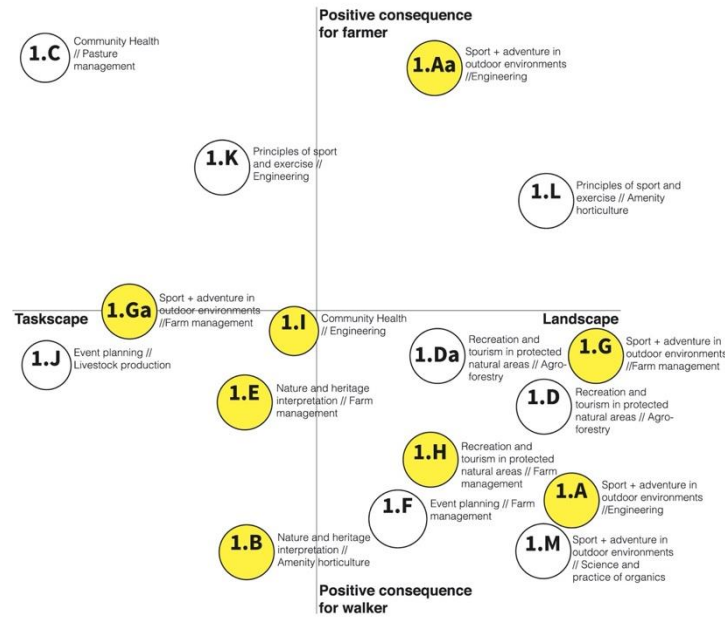 Positive consequence
for farmer
1.C
Community Health
// Pasture
management
1.Aa
Sport + adventure in
outdoor environments
//Engineering
1.K
Principles of sport
and exercise //
Engineering
1.L
Principles of sport and
exercise // Amenity
horticulture
1.Ga
Sport + adventure in
outdoor environments
//Farm management
Taskscape
1.I
Community Health
// Engineering
Landscape
1.J
Event planning //
Livestock production
1.Da
Recreation and
tourism in protected
natural areas // Agro-
forestry
1.G
Sport + adventure in
outdoor environments
//Farm management
1.E
Nature and heritage
interpretation // Farm
management
1.D
Recreation and
tourism in protected
natural areas // Agro-
forestry
1.H
Recreation and
tourism in protected
natural areas // Farm
management
1.A
Sport + adventure in
outdoor environments
//Engineering
1.F
Event planning // Farm
management
1.B
Nature and heritage
interpretation //
Amenity horticulture
1.M
Sport + adventure in
outdoor environments
// Science and
practice of organics
Positive consequence
for walker